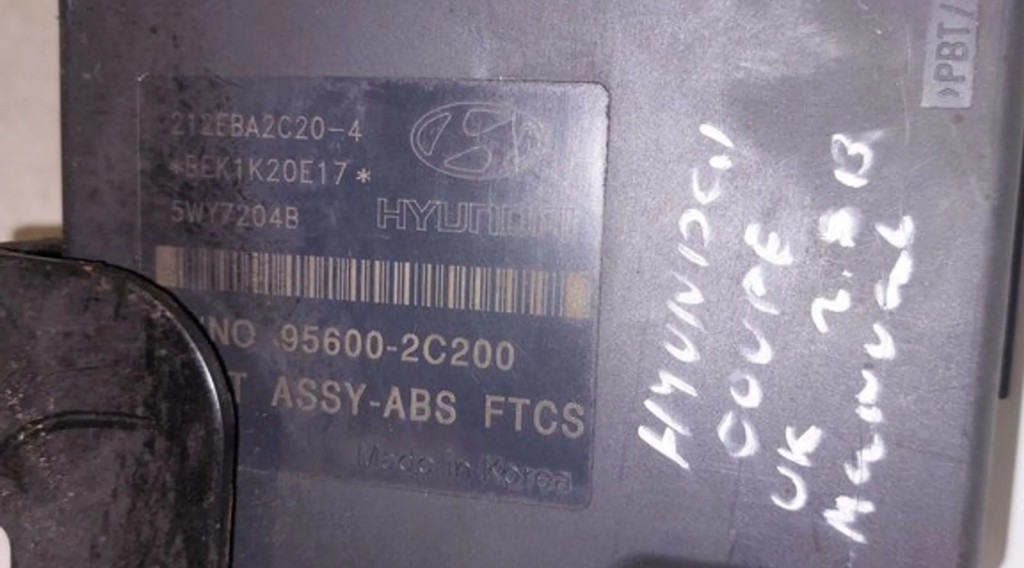 212EBA2C20-4
*BEK1K20E17*
5WY7204B
HYUNDAI
NO 95600-2C200
T ASSY-ABS FTCS
Made in Korea
HYUNDAI
COUPE
UK
MANUAL
>PBT/